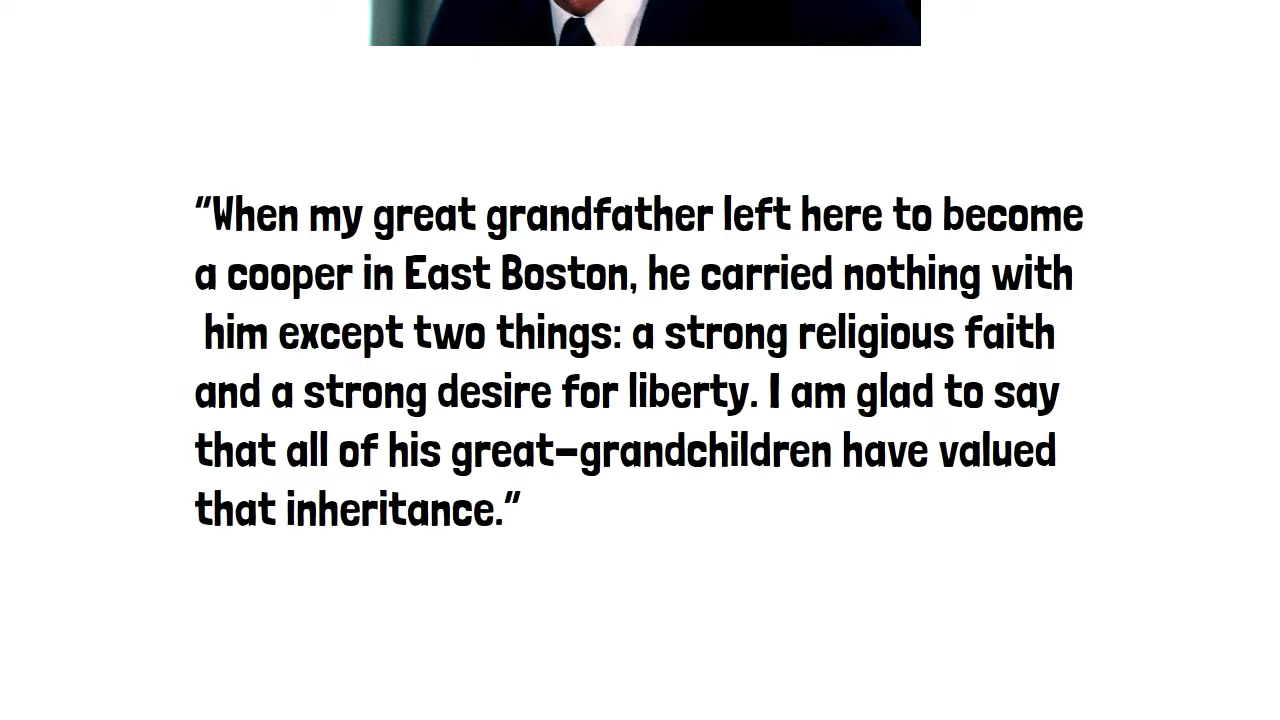 "When my great grandfather left here to become
a cooper in East Boston, he carried nothing with
him except two things: a strong religious faith
and a strong desire for liberty. I am glad to say
that all of his great-grandchildren have valued
that inheritance."